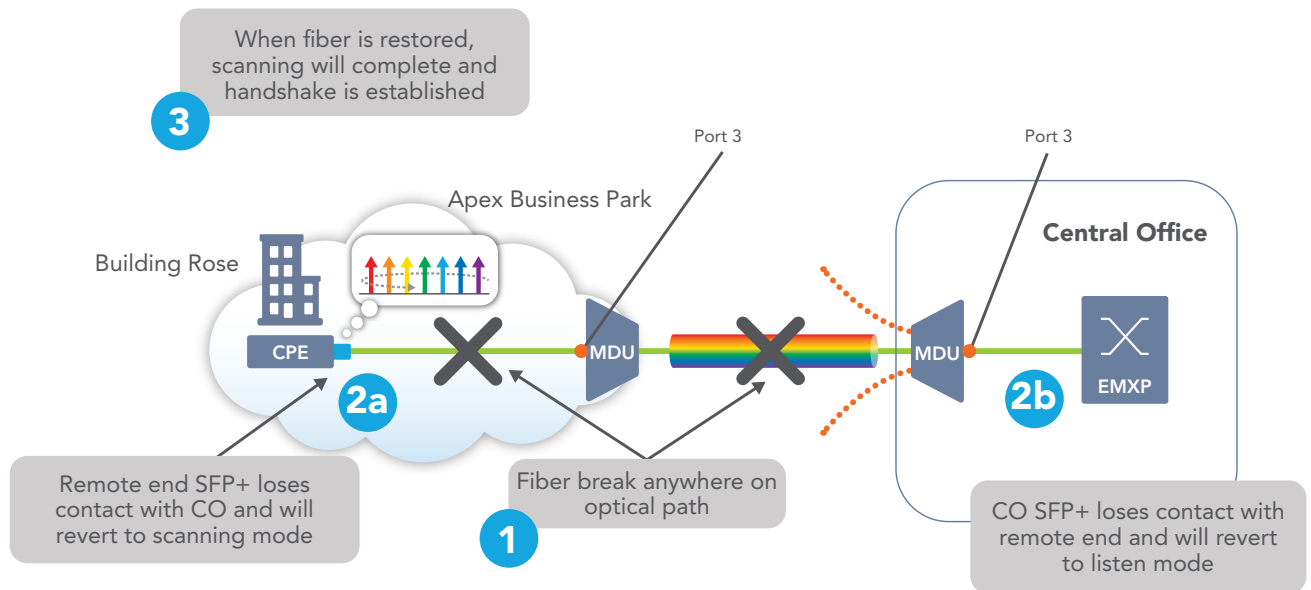 When fiber is restored,
scanning will complete and
handshake is established
3
Port 3
Port 3
Apex Business Park
Central Office
Building Rose
CPE
MDU
MDU
EMXP
2a
2b
Remote end SFP+ loses
contact with CO and will
revert to scanning mode
Fiber break anywhere on
optical path
1
CO SFP+ loses contact with
remote end and will revert
to listen mode